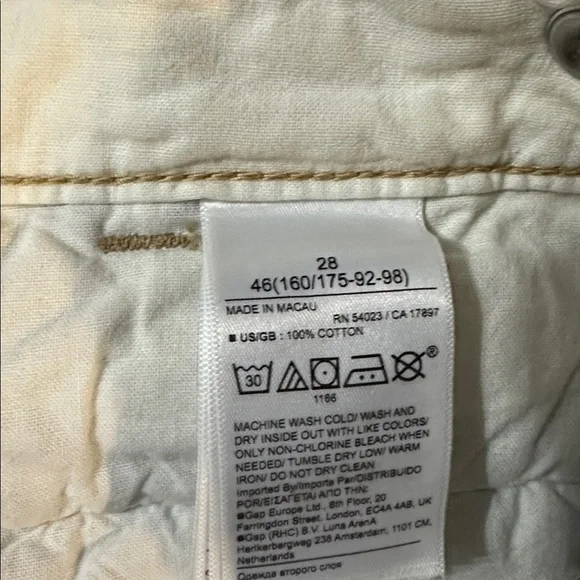 28
46(160/175-92-98)
MADE IN MACAU
RN 54023 / CA 17897
■ US/GB : 100% COTTON
30
1166
MACHINE WASH COLD/ WASH AND
DRY INSIDE OUT WITH LIKE COLORS/
ONLY NON-CHLORINE BLEACH WHEN
NEEDED/ TUMBLE DRY LOW/ WARM
IRON/ DO NOT DRY CLEAN
Imported By/Importe Par/DISTRIBUIDO
POR/ΕΙΣΑΓΕΤΑΙ ΑΠΟ ΤΗΝ:
■Gap Europe Ltd., 8th Floor, 20
Farringdon Street, London, EC4A 4AB, UK
■Gap (RHC) B.V. Luna ArenA
Herikerbergweg 238 Amsterdam, 1101 CM,
Netherlands
Одежда второго слоя